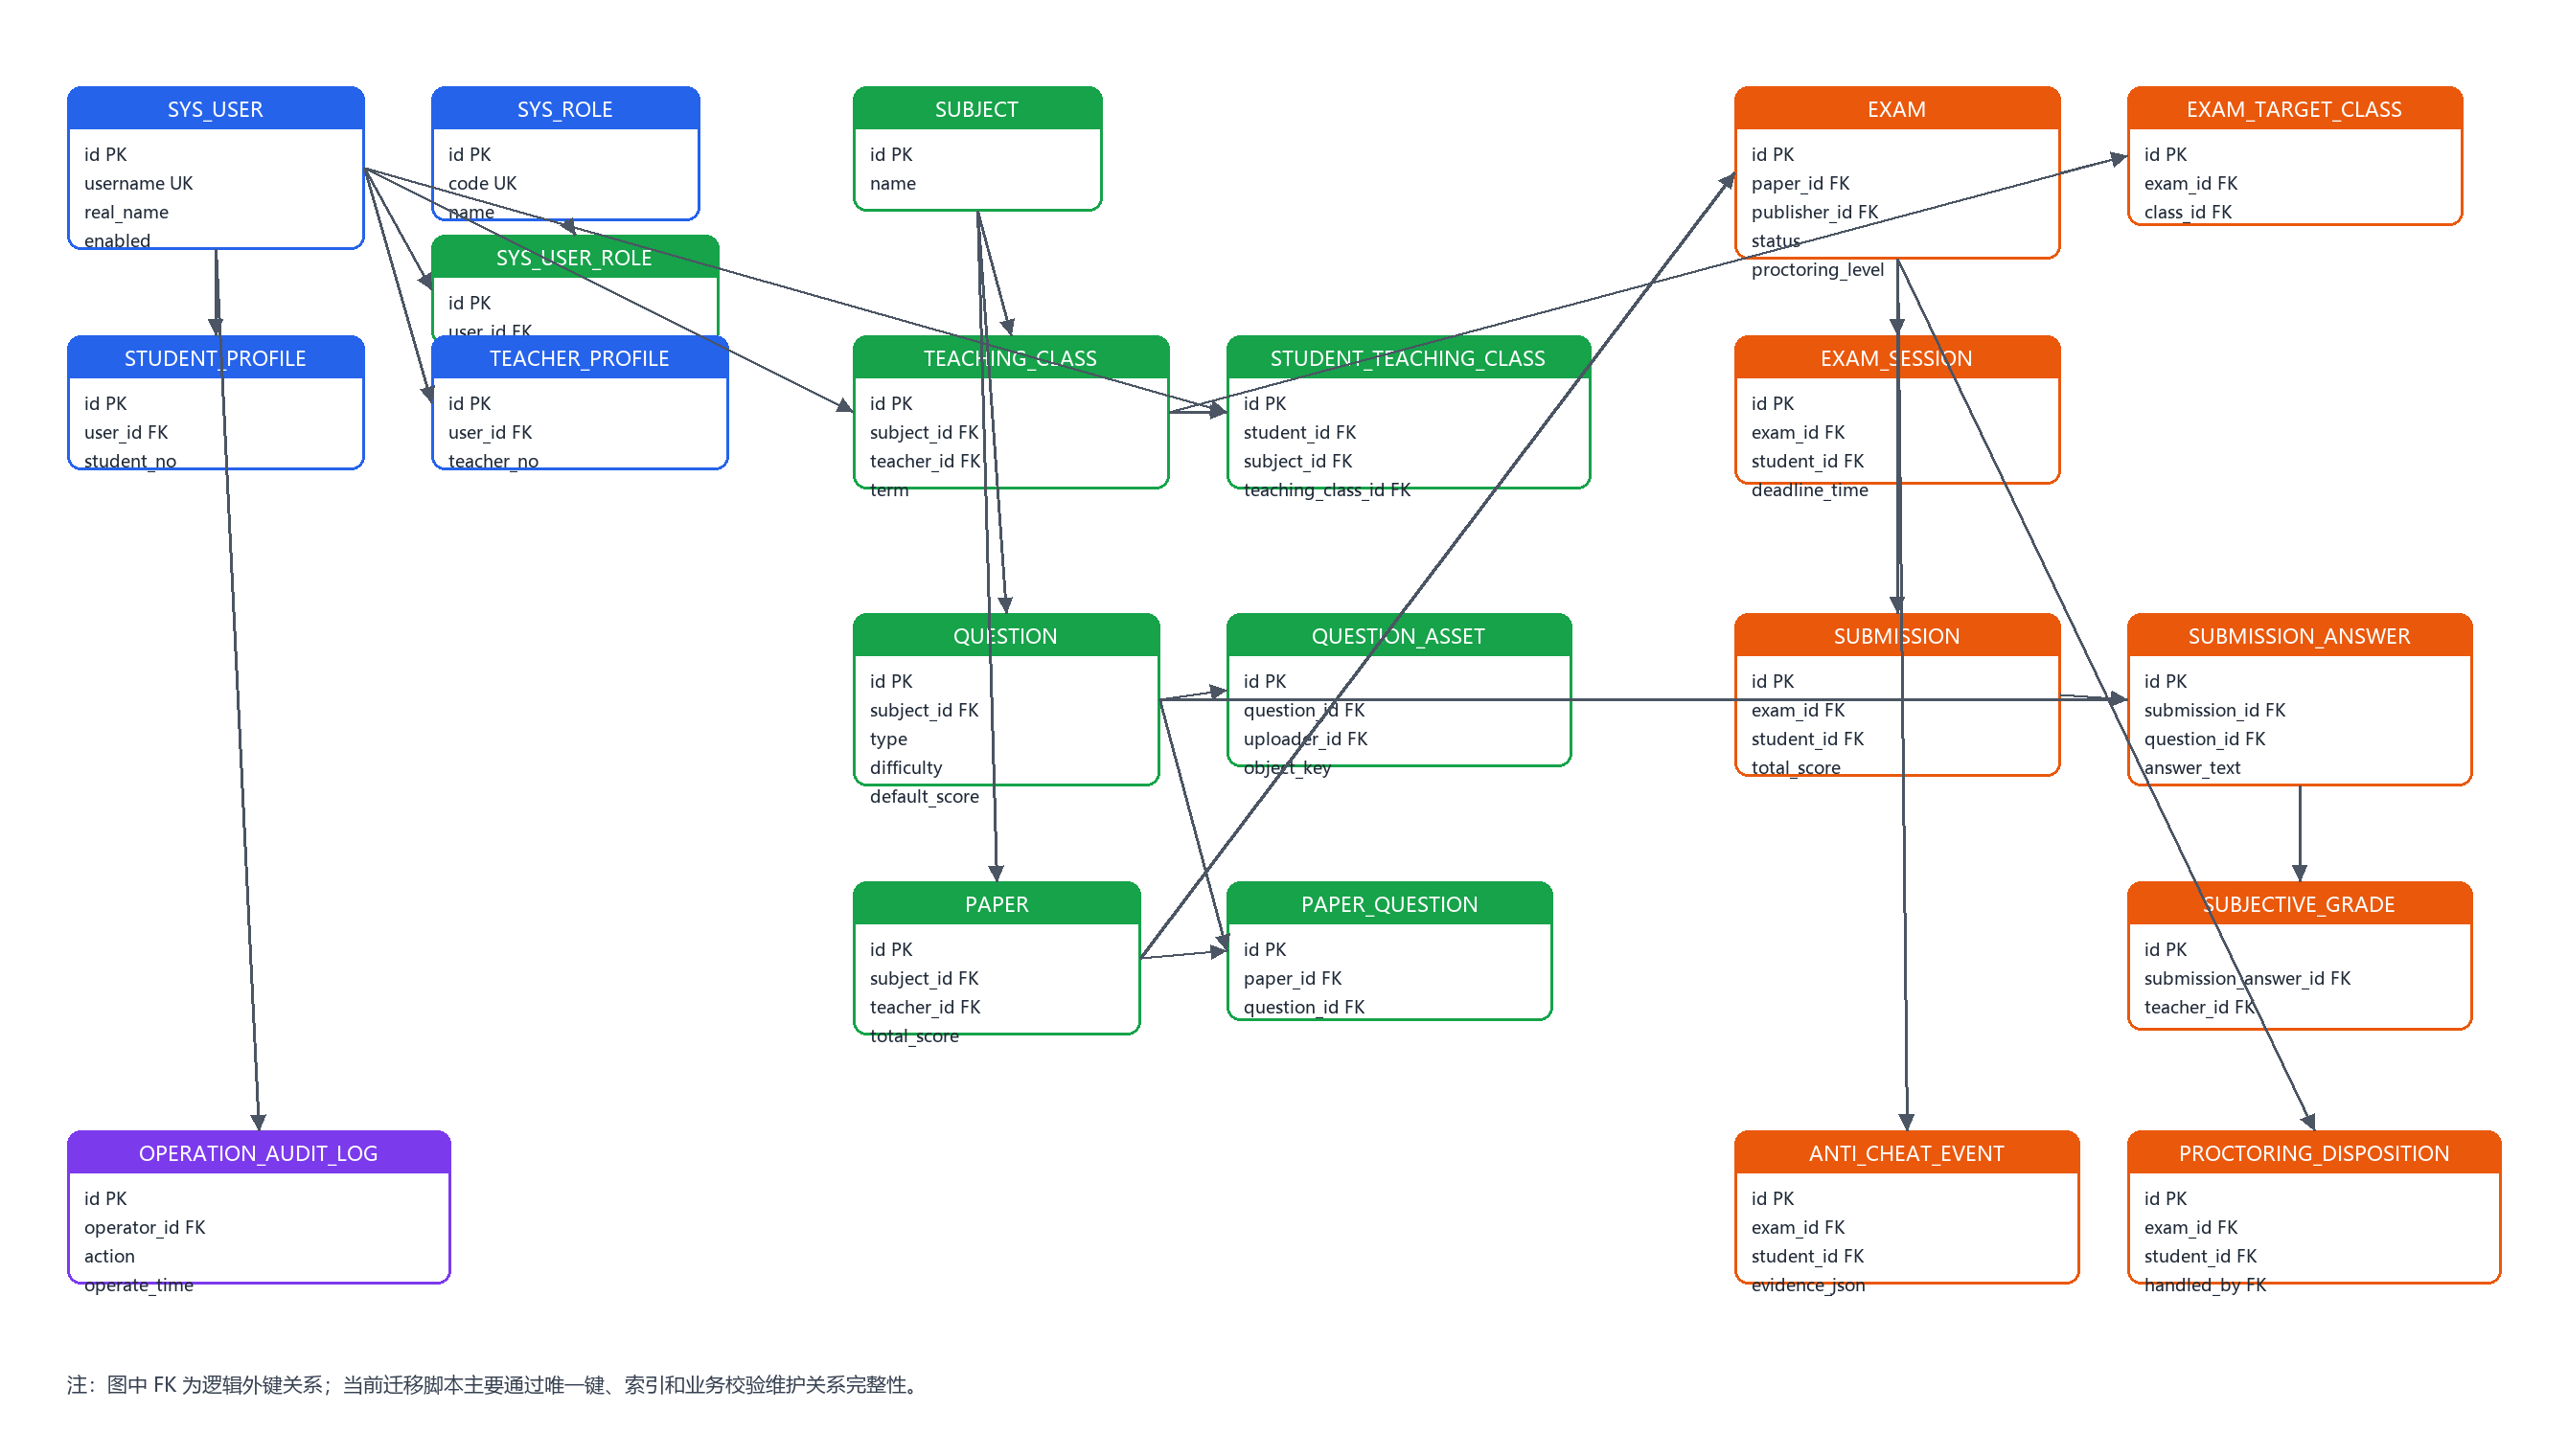 SYS_USER
id PK
username UK
real_name
enabled
SYS_ROLE
id PK
code UK
name
SYS_USER_ROLE
id PK
user_id FK
SUBJECT
id PK
name
EXAM
id PK
paper_id FK
publisher_id FK
status
proctoring_level
EXAM_TARGET_CLASS
id PK
exam_id FK
class_id FK
STUDENT_PROFILE
id PK
user_id FK
student_no
TEACHER_PROFILE
id PK
user_id FK
teacher_no
TEACHING_CLASS
id PK
subject_id FK
teacher_id FK
term
STUDENT_TEACHING_CLASS
id PK
student_id FK
subject_id FK
teaching_class_id FK
EXAM_SESSION
id PK
exam_id FK
student_id FK
deadline_time
QUESTION
id PK
subject_id FK
type
difficulty
default_score
QUESTION_ASSET
id PK
question_id FK
uploader_id FK
object_key
SUBMISSION
id PK
exam_id FK
student_id FK
total_score
SUBMISSION_ANSWER
id PK
submission_id FK
question_id FK
answer_text
PAPER
id PK
subject_id FK
teacher_id FK
total_score
PAPER_QUESTION
id PK
paper_id FK
question_id FK
SUBJECTIVE_GRADE
id PK
submission_answer_id FK
teacher_id FK
OPERATION_AUDIT_LOG
id PK
operator_id FK
action
operate_time
ANTI_CHEAT_EVENT
id PK
exam_id FK
student_id FK
evidence_json
PROCTORING_DISPOSITION
id PK
exam_id FK
student_id FK
handled_by FK
注：图中 FK 为逻辑外键关系；当前迁移脚本主要通过唯一键、索引和业务校验维护关系完整性。